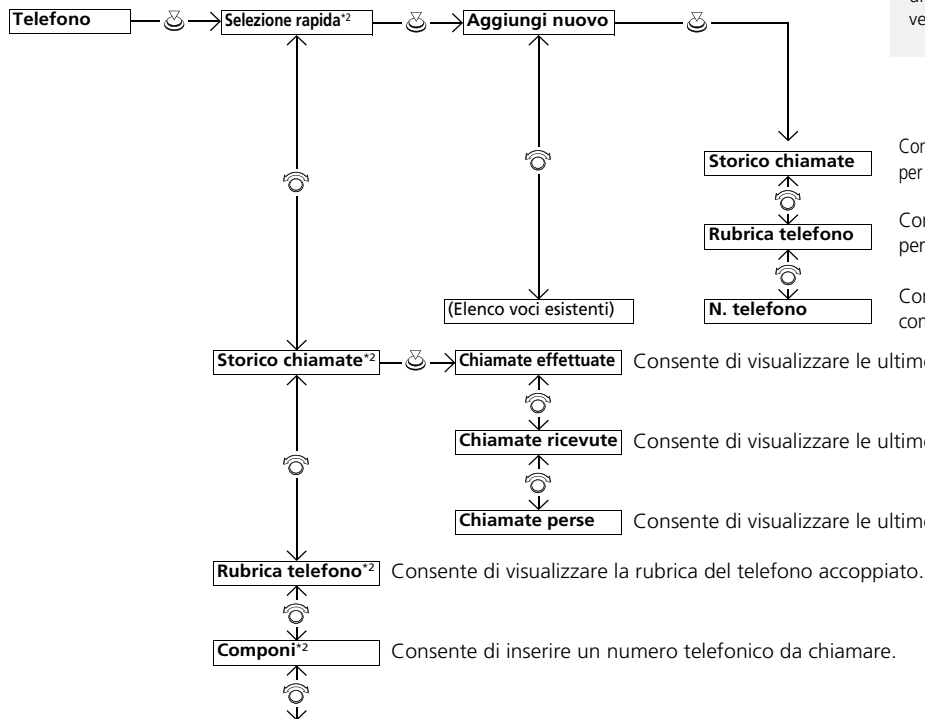 ve
Telefono
Selezione rapida*2
Aggiungi nuovo
Storico chiamate
per
Rubrica telefono
per
N. telefono
(Elenco voci esistenti)
Storico chiamate*2
Chiamate effettuate Consente di visualizzare le ultime
Chiamate ricevute Consente di visualizzare le ultime
Chiamate perse Consente di visualizzare le ultime
Rubrica telefono*2 Consente di visualizzare la rubrica del telefono accoppiato.
Componi*2 Consente di inserire un numero telefonico da chiamare.